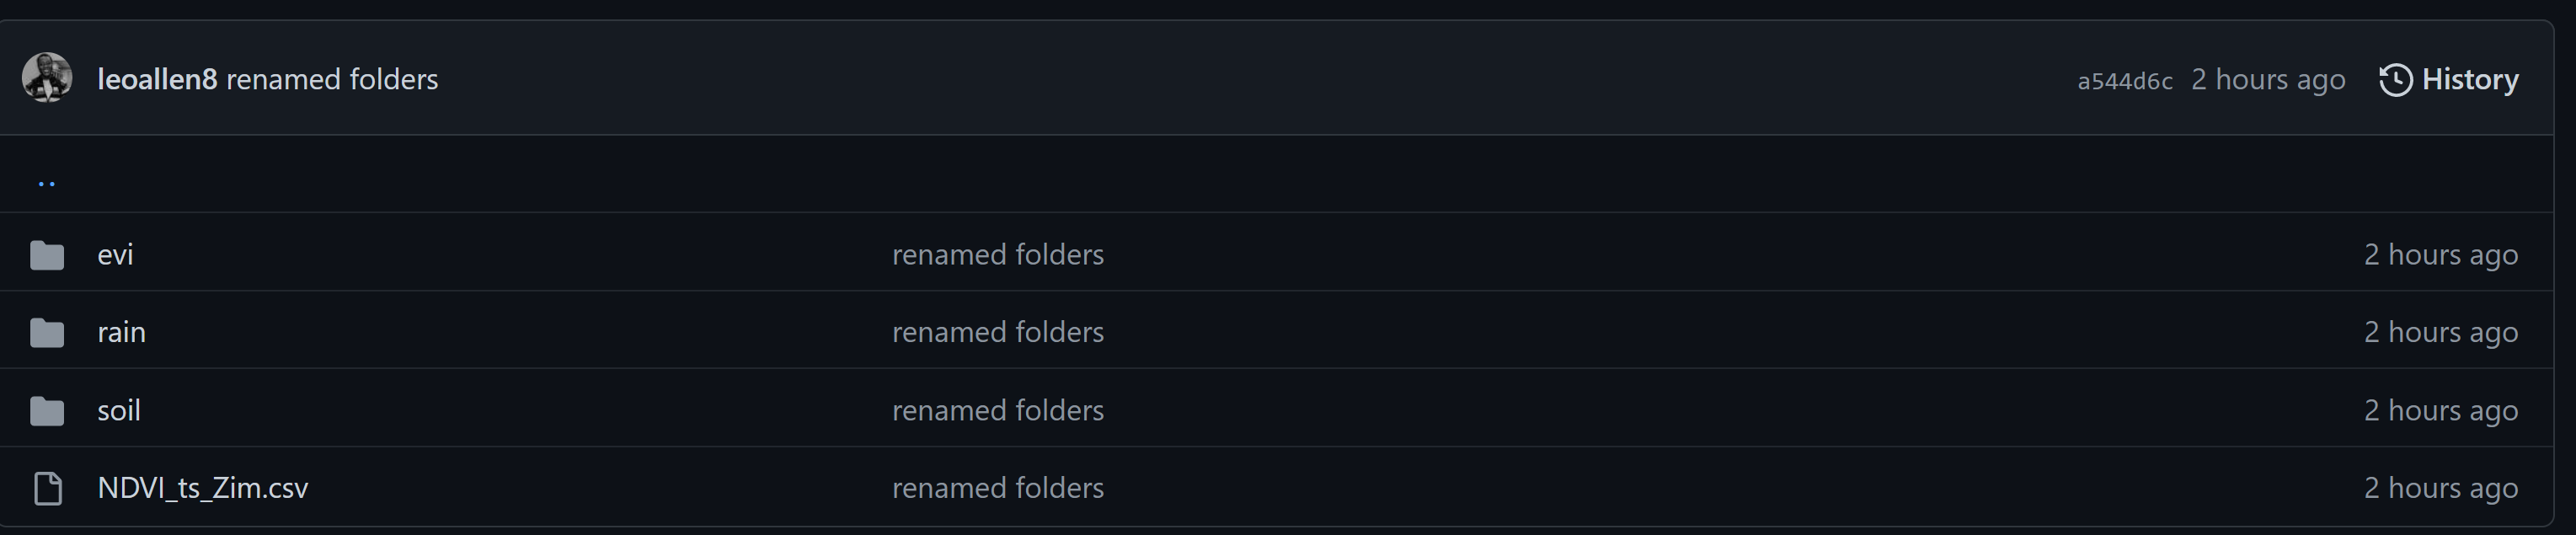 leoallen8 renamed folders a544d6c 2 hours ago History
..
evi renamed folders 2 hours ago
rain renamed folders 2 hours ago
soil renamed folders 2 hours ago
NDVI_ts_Zim.csv renamed folders 2 hours ago